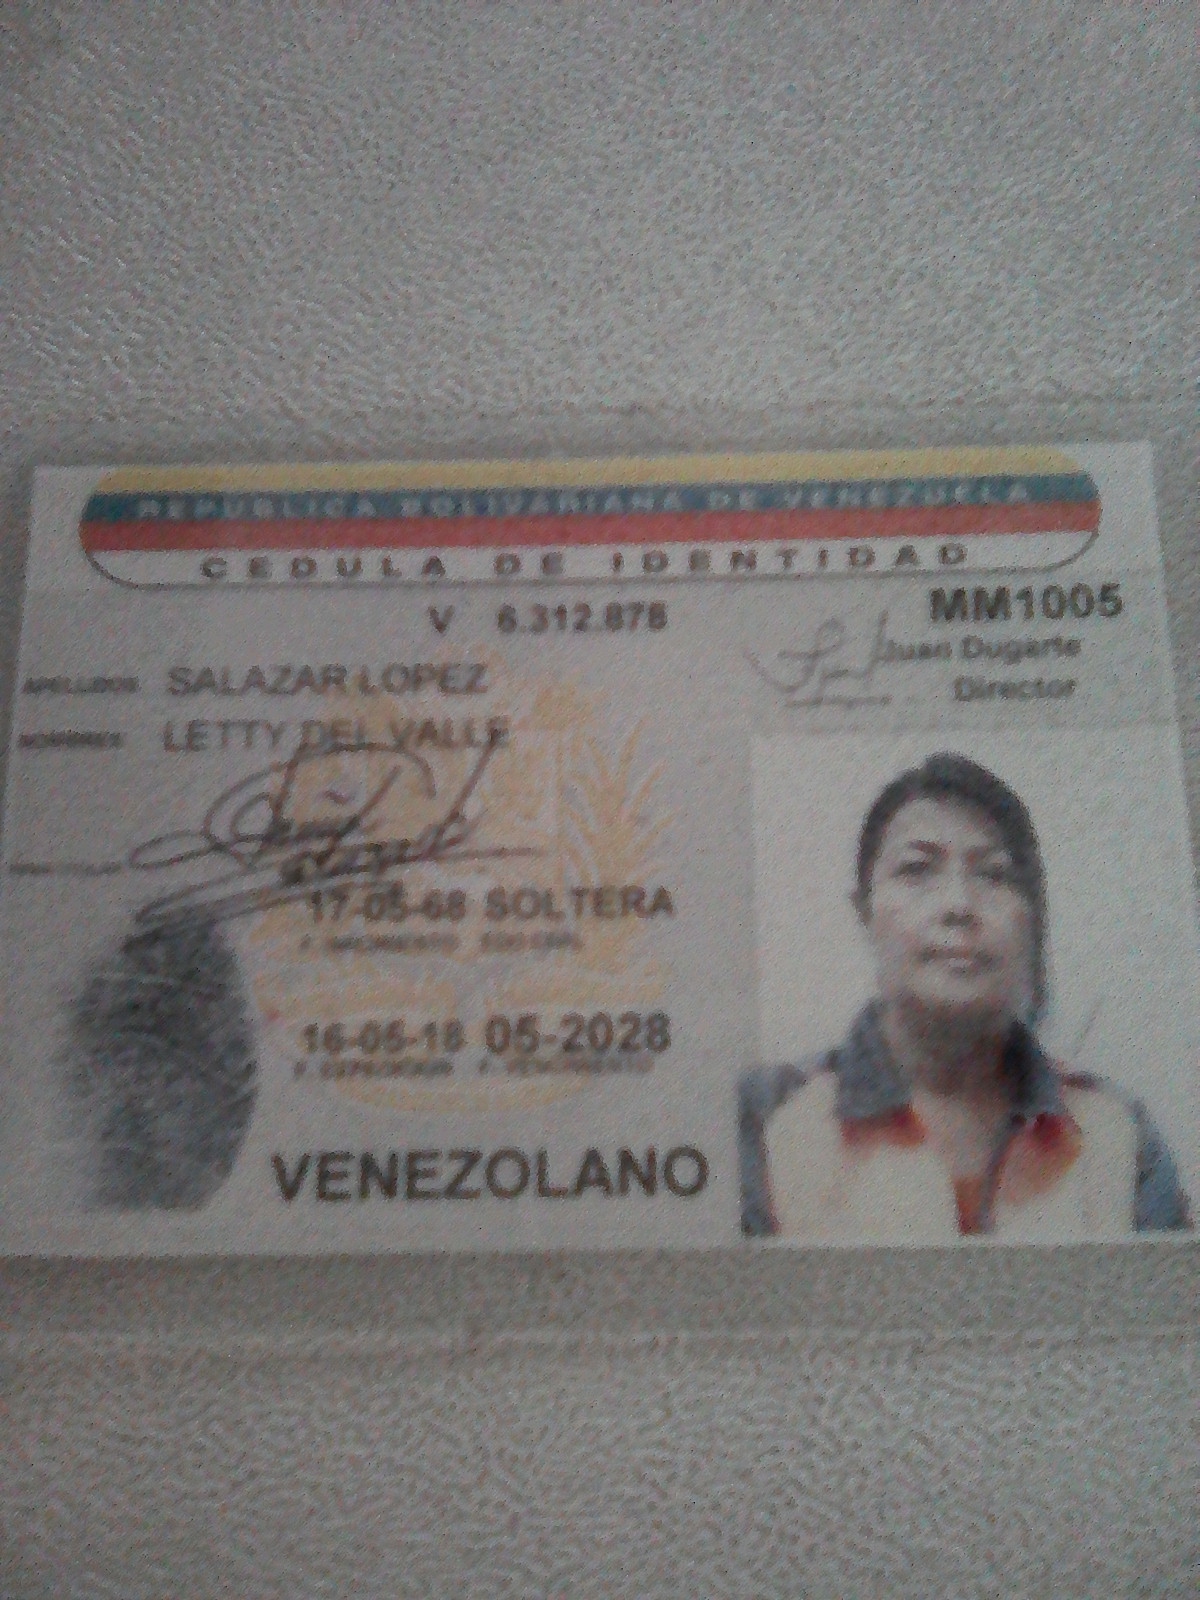 REPUBLICA BOLIVARIANA DE VENEZUELA
CEDULA DE IDENTIDAD
V 6.312.875
MM1005
Juan Dugarte
Director
APELLIDOS SALAZAR LOPEZ
NOMBRES LETTY DEL VALLE
17-05-68 SOLTERA
F. NACIMIENTO EDO CIVIL
16-05-18 05-2028
F. EXPEDICION F. VENCIMIENTO
VENEZOLANO